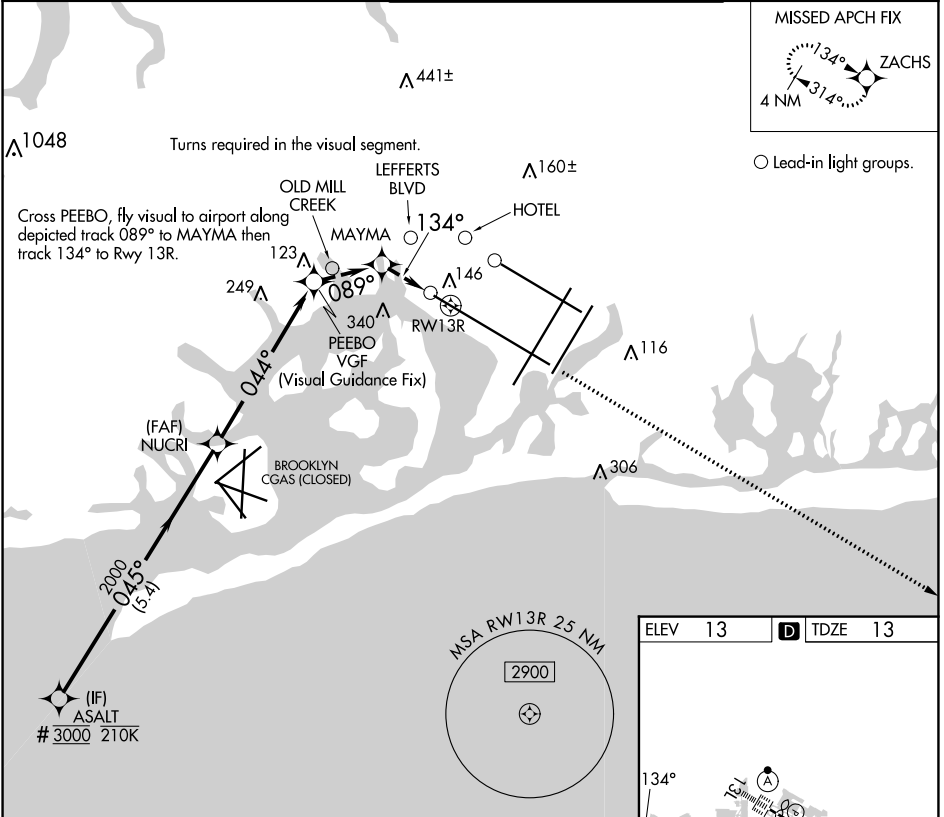 MISSED APCH FIX
134°
ZACHS
4 NM
314°
441±
1048
Turns required in the visual segment.
Lead-in light groups.
LEFFERTS
BLVD
160±
OLD MILL
CREEK
HOTEL
Cross PEEBO, fly visual to airport along
depicted track 089° to MAYMA then
track 134° to Rwy 13R.
MAYMA
134°
123
146
249
089°
340
RW13R
PEEBO
VGF
(Visual Guidance Fix)
116
044°
(FAF)
NUCRI
BROOKLYN
CGAS (CLOSED)
306
2000
045°
(5.4)
MSA RW13R 25 NM
2900
ELEV 13
D
TDZE 13
(IF)
ASALT
# 3000 210K
134°
A
13L